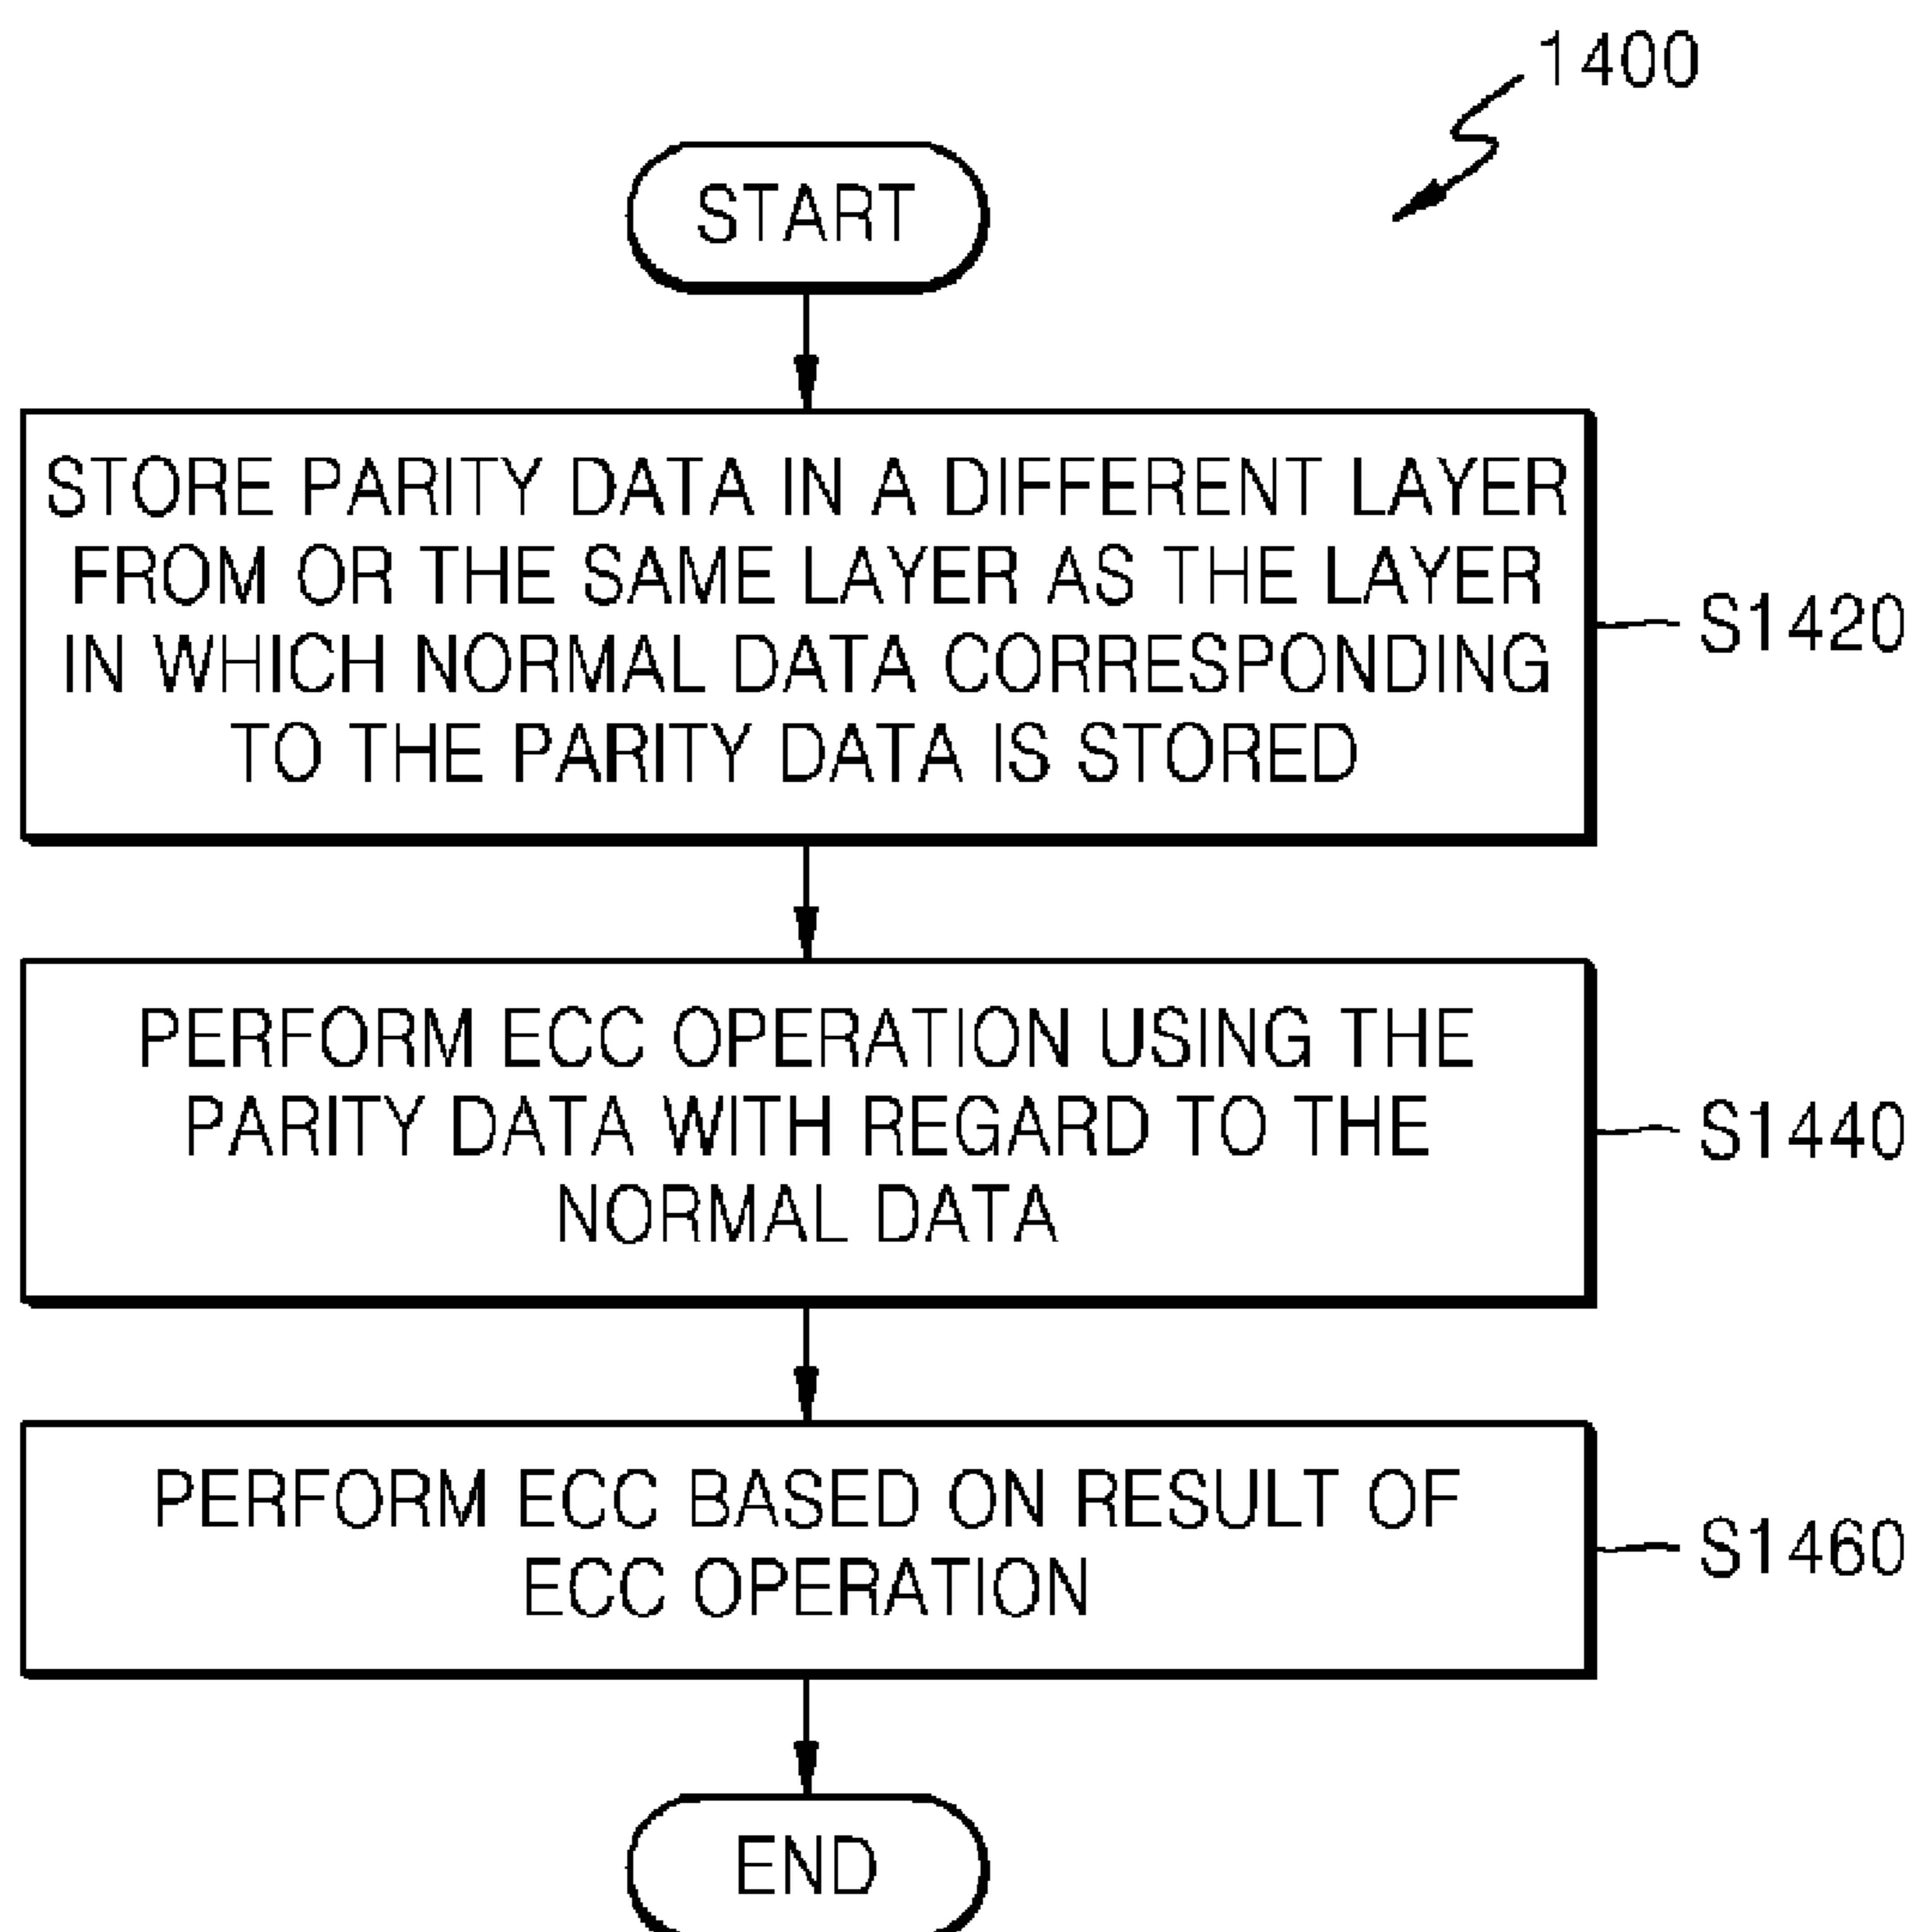 1400
START
STORE PARITY DATA IN A DIFFERENT LAYER
FROM OR THE SAME LAYER AS THE LAYER
IN WHICH NORMAL DATA CORRESPONDING
TO THE PARITY DATA IS STORED
S1420
PERFORM ECC OPERATION USING THE
PARITY DATA WITH REGARD TO THE
NORMAL DATA
S1440
PERFORM ECC BASED ON RESULT OF
ECC OPERATION
S1460
END